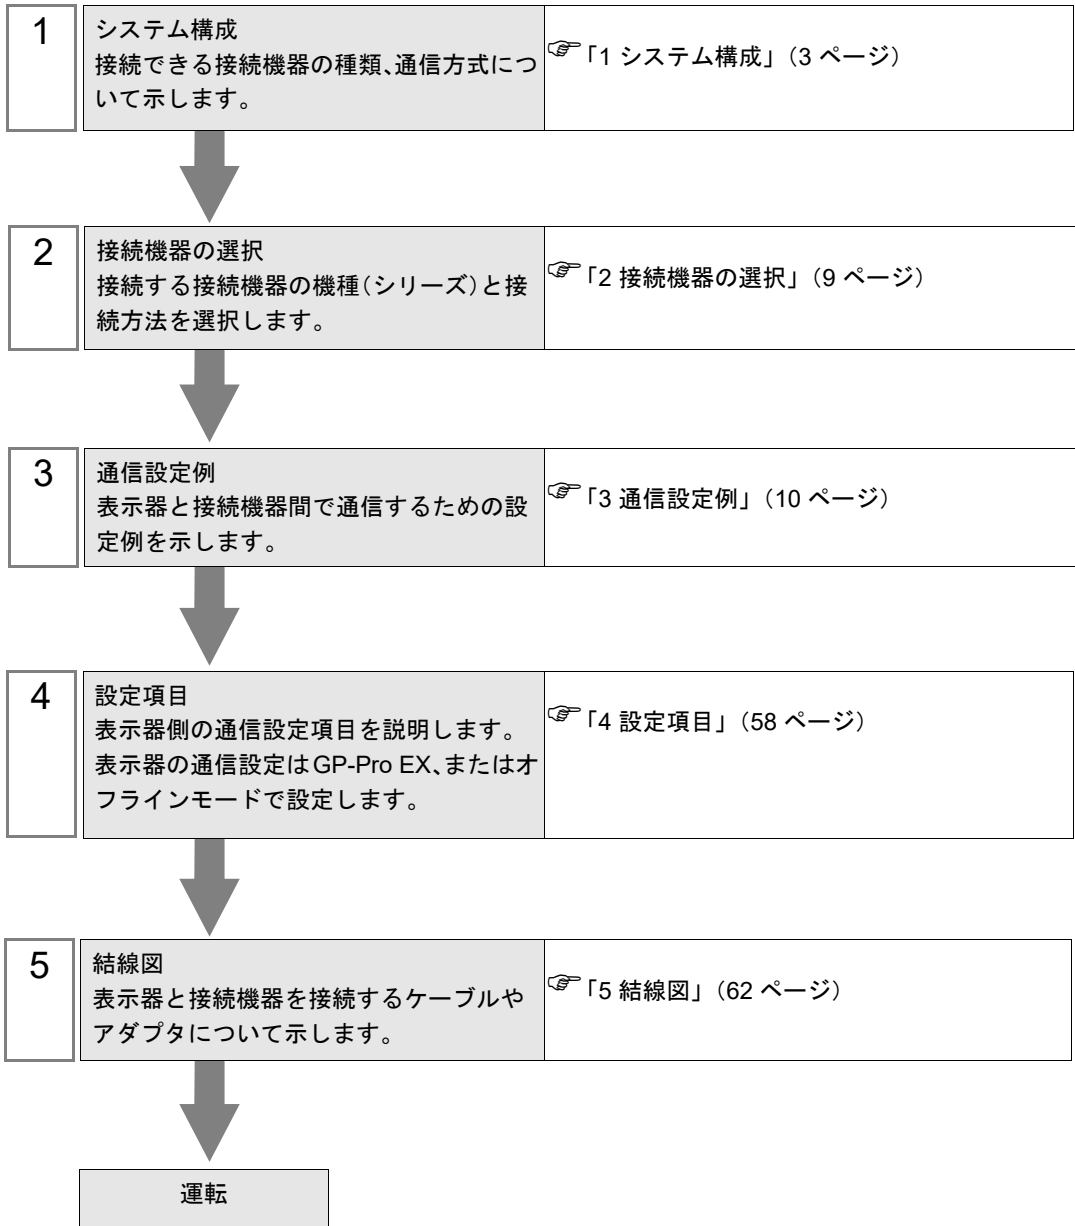 1
システム構成
接続できる接続機器の種類、通信方式につ
いて示します。
「1 システム構成」（3 ページ）
2
接続機器の選択
接続する接続機器の機種（シリーズ）と接
続方法を選択します。
「2 接続機器の選択」（9 ページ）
3
通信設定例
表示器と接続機器間で通信するための設
定例を示します。
「3 通信設定例」（10 ページ）
4
設定項目
表示器側の通信設定項目を説明します。
表示器の通信設定はGP-Pro EX、またはオ
フラインモードで設定します。
「4 設定項目」（58 ページ）
5
結線図
表示器と接続機器を接続するケーブルや
アダプタについて示します。
「5 結線図」（62 ページ）
運転